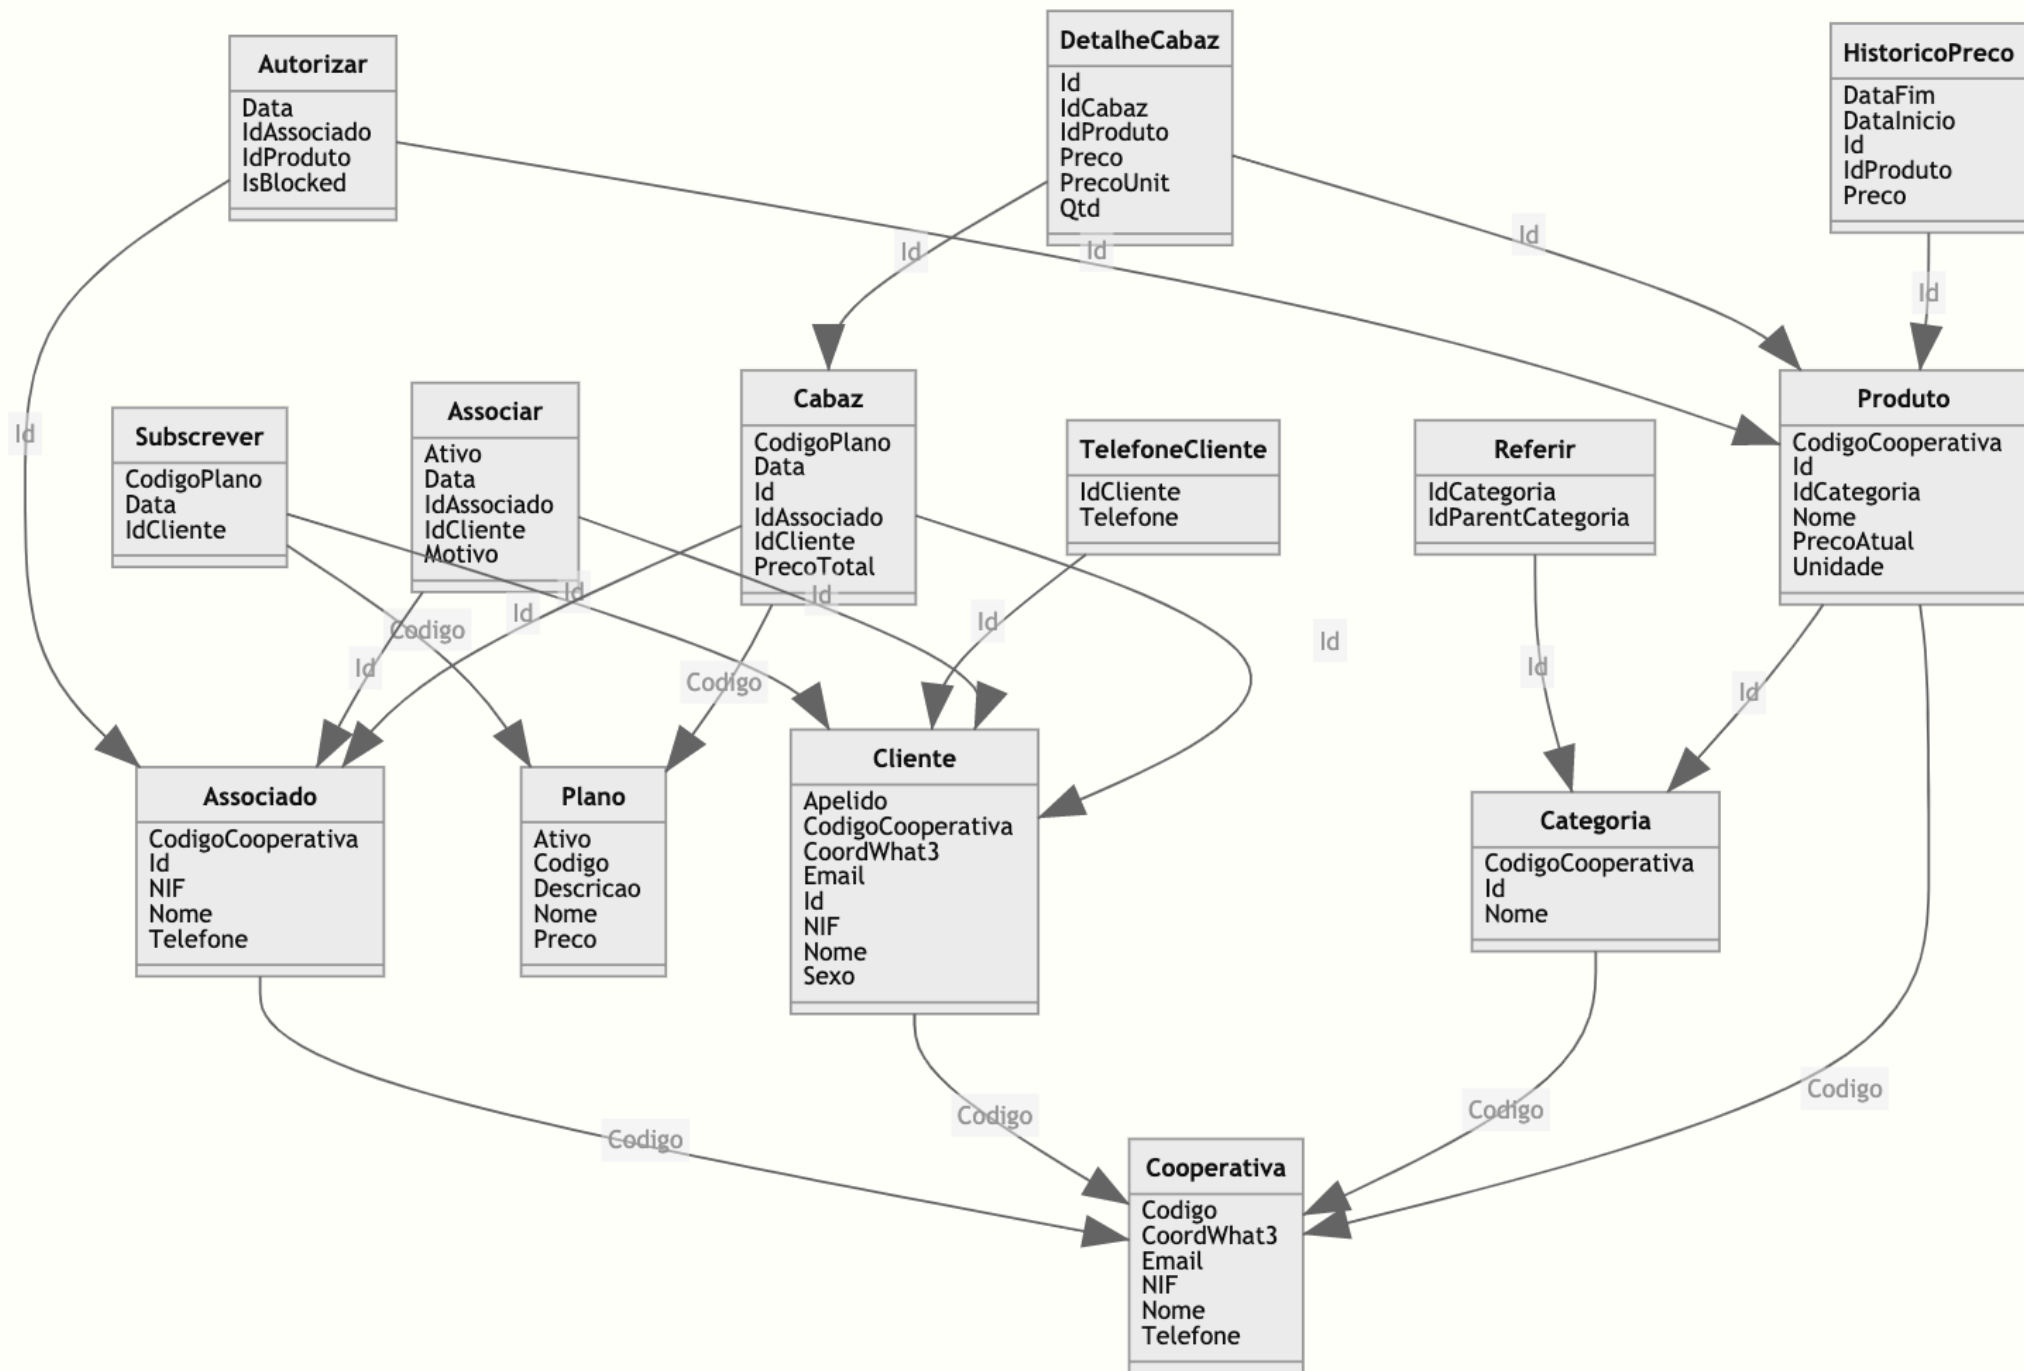 Autorizar
Data
IdAssociado
IdProduto
IsBlocked
DetalheCabaz
Id
IdCabaz
IdProduto
Preco
PrecoUnit
Qtd
HistoricoPreco
DataFim
DataInicio
Id
IdProduto
Preco
Id
Id
Id
Id
Id
Subscrever
CodigoPlano
Data
IdCliente
Associar
Ativo
Data
IdAssociado
IdCliente
Motivo
Cabaz
CodigoPlano
Data
Id
IdAssociado
IdCliente
PrecoTotal
TelefoneCliente
IdCliente
Telefone
Referir
IdCategoria
IdParentCategoria
Produto
CodigoCooperativa
Id
IdCategoria
Nome
PrecoAtual
Unidade
Id
Id
Id
Id
Codigo
Id
Id
Id
Codigo
Id
Associado
CodigoCooperativa
Id
NIF
Nome
Telefone
Plano
Ativo
Codigo
Descricao
Nome
Preco
Cliente
Apelido
CodigoCooperativa
CoordWhat3
Email
Id
NIF
Nome
Sexo
Categoria
CodigoCooperativa
Id
Nome
Codigo
Codigo
Codigo
Codigo
Cooperativa
Codigo
CoordWhat3
Email
NIF
Nome
Telefone